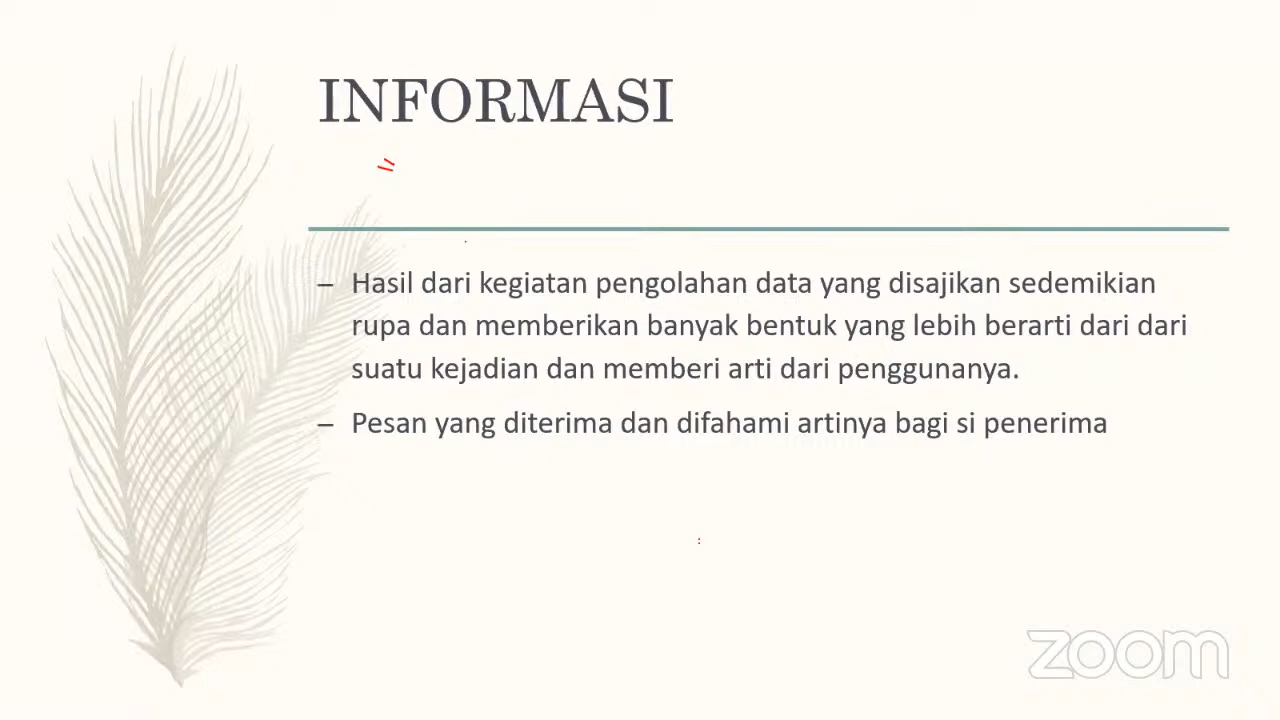 INFORMASI
– Hasil dari kegiatan pengolahan data yang disajikan sedemikian
rupa dan memberikan banyak bentuk yang lebih berarti dari dari
suatu kejadian dan memberi arti dari penggunanya.
– Pesan yang diterima dan difahami artinya bagi si penerima
zoom